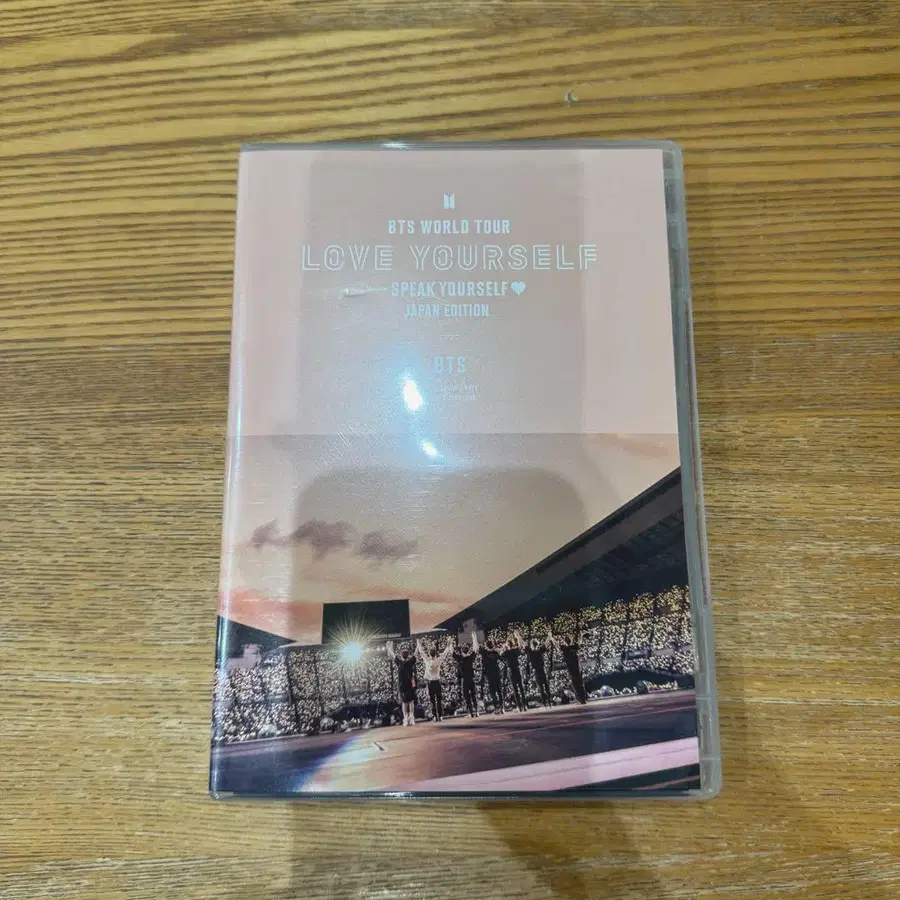 BTS WORLD TOUR
LOVE YOURSELF
SPEAK YOURSELF
JAPAN EDITION
BTS